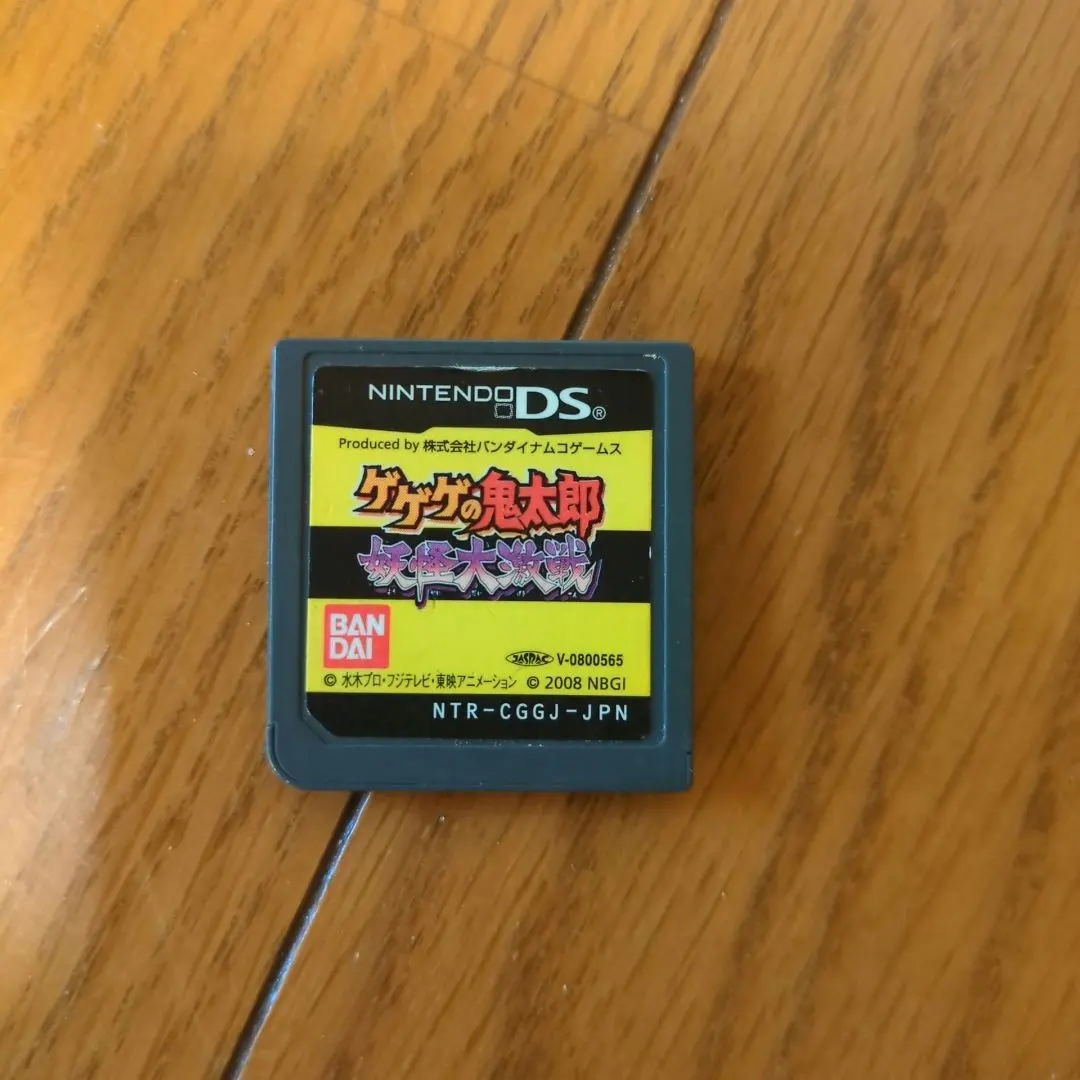 NINTENDO DS®
Produced by 株式会社バンダイナムコゲームス
ゲゲゲの鬼太郎
妖怪大激戦
BAN
DAI
JASRAC V-0800565
© 水木プロ・フジテレビ・東映アニメーション © 2008 NBGI
NTR-CGGJ-JPN